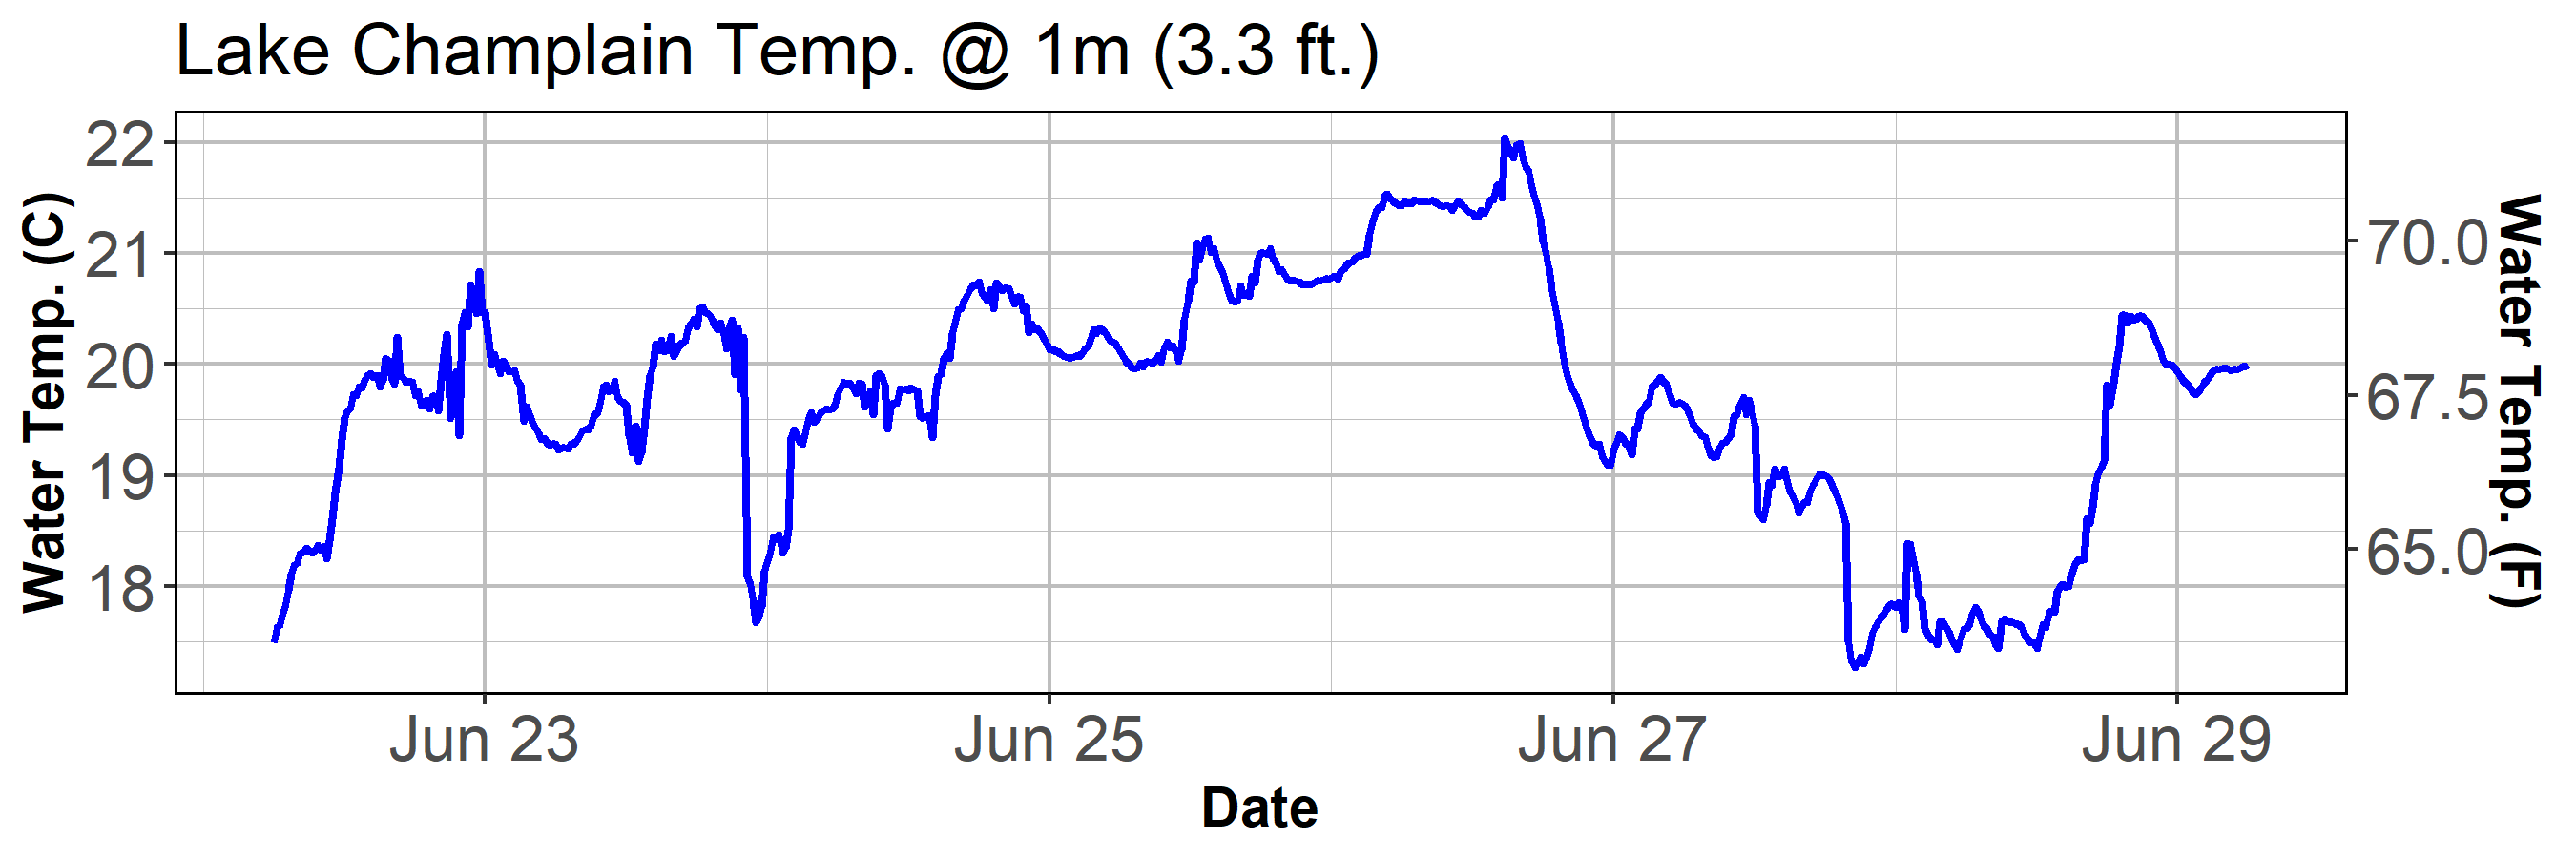 Lake Champlain Temp. @ 1m (3.3 ft.)
Water Temp. (C)
22
21
20
19
18
70.0
67.5
65.0
Water Temp. (F)
Jun 23
Jun 25
Jun 27
Jun 29
Date